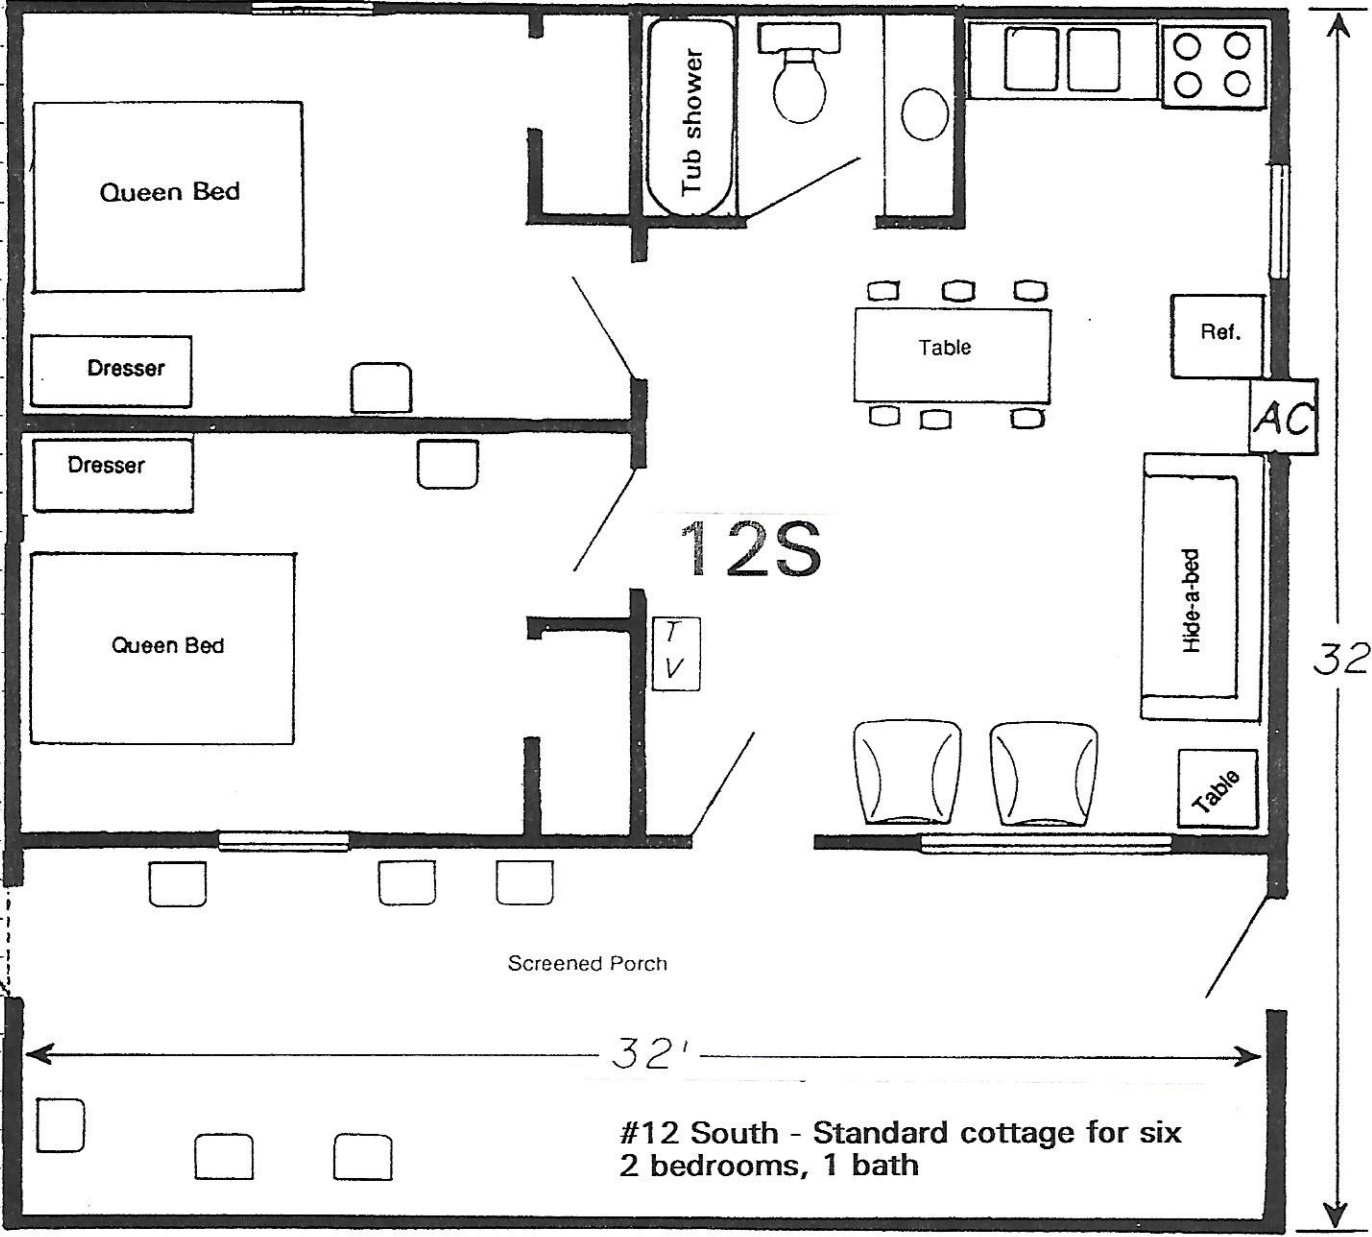 Tub shower
Queen Bed
Table
Ref.
Dresser
AC
Dresser
12S
Hide-a-bed
T
V
Queen Bed
32
Table
Screened Porch
32'
#12 South - Standard cottage for six
2 bedrooms, 1 bath